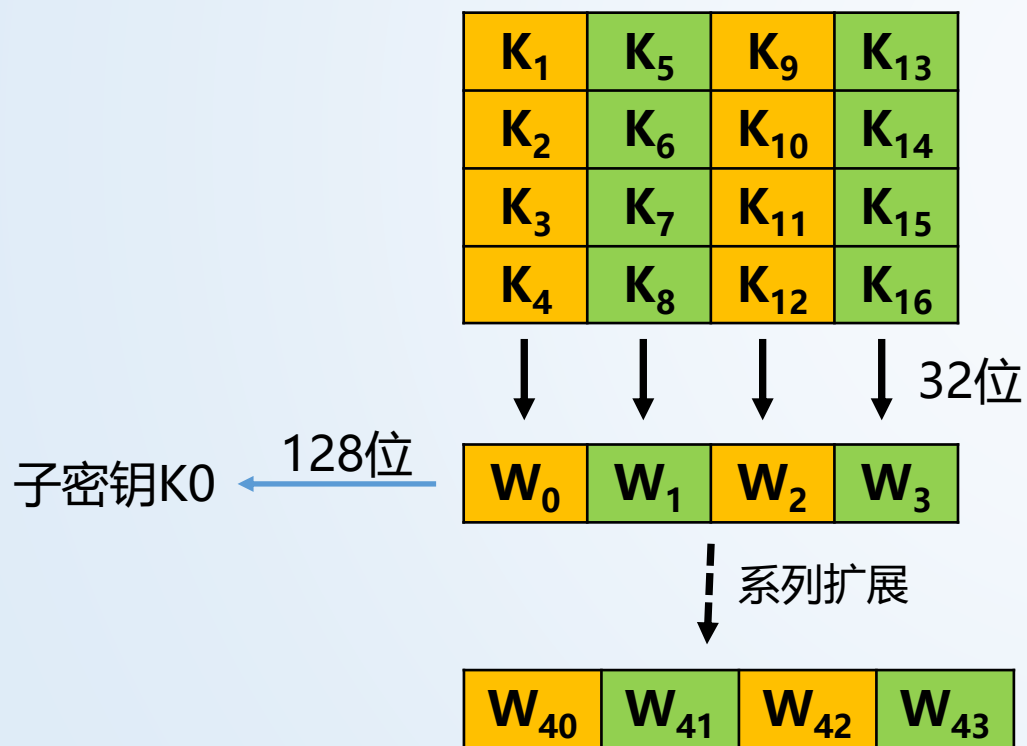 K₁ K₅ K₉ K₁₃
K₂ K₆ K₁₀ K₁₄
K₃ K₇ K₁₁ K₁₅
K₄ K₈ K₁₂ K₁₆
32位
子密钥K0 128位 W₀ W₁ W₂ W₃
系列扩展
W₄₀ W₄₁ W₄₂ W₄₃